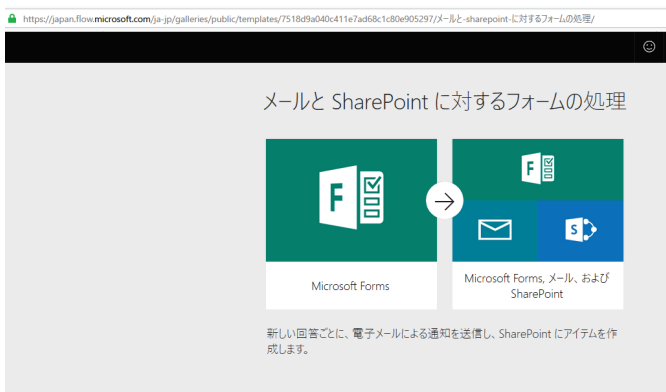 https://japan.flow.microsoft.com/ja-jp/galleries/public/templates/7518d9a040c411e7ad68c1c80e905297/メールと-sharepoint-に対するフォームの処理/
メールと SharePoint に対するフォームの処理
F
F
S
Microsoft Forms
Microsoft Forms, メール、および
SharePoint
新しい回答ごとに、電子メールによる通知を送信し、SharePoint にアイテムを作
成します。